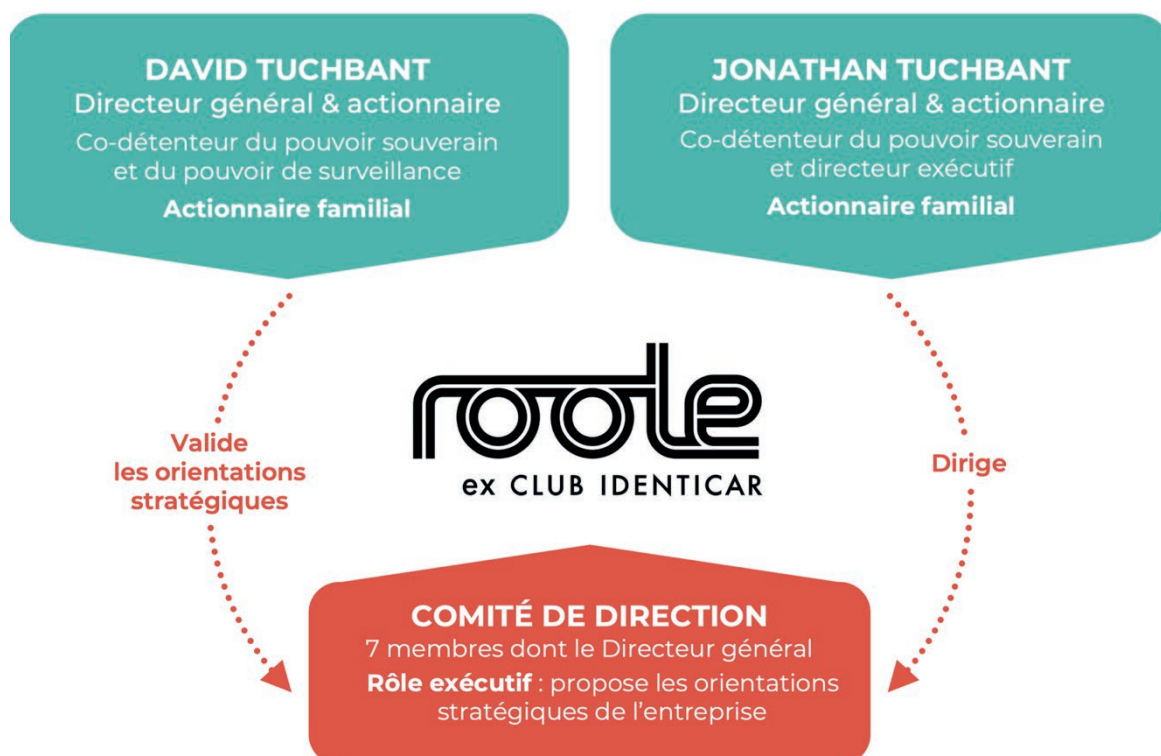 DAVID TUCHBANT
Directeur général & actionnaire
Co-détenteur du pouvoir souverain
et du pouvoir de surveillance
Actionnaire familial
JONATHAN TUCHBANT
Directeur général & actionnaire
Co-détenteur du pouvoir souverain
et directeur exécutif
Actionnaire familial
Valide
les orientations
stratégiques
roole
ex CLUB IDENTICAR
Dirige
COMITÉ DE DIRECTION
7 membres dont le Directeur général
Rôle exécutif : propose les orientations
stratégiques de l’entreprise